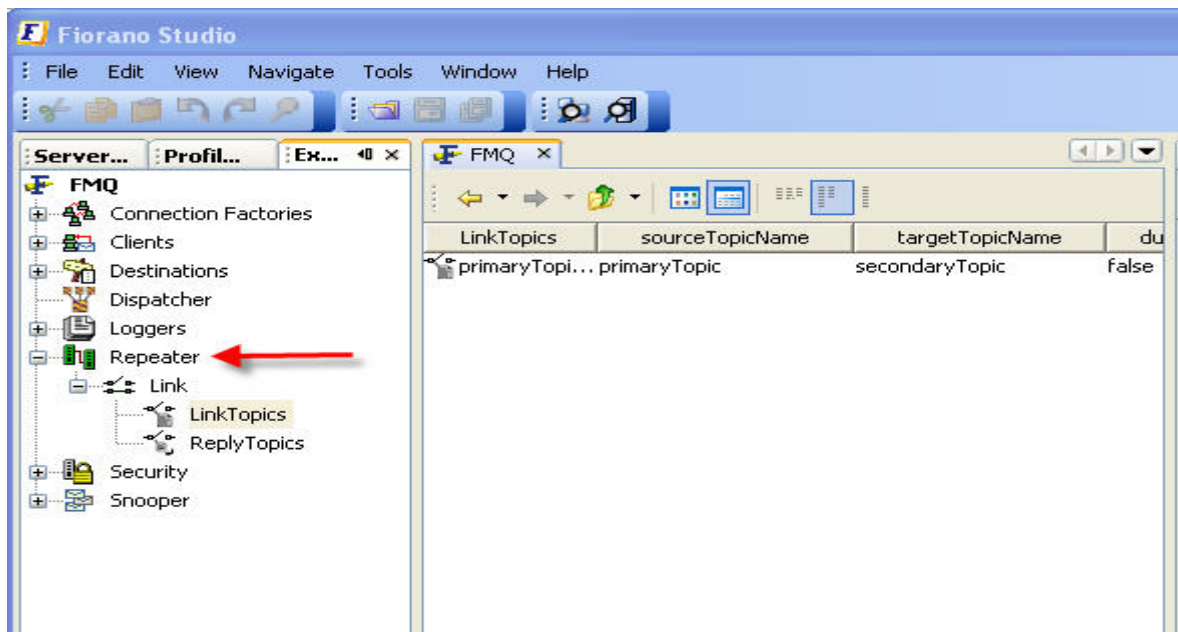 Fiorano Studio
File Edit View Navigate Tools Window Help
Server... Profil... Ex...
FMQ
FMQ
Connection Factories
Clients
Destinations
Dispatcher
Loggers
Repeater
Link
LinkTopics
ReplyTopics
Security
Snooper
LinkTopics sourceTopicName targetTopicName du
primaryTopi... primaryTopic secondaryTopic false